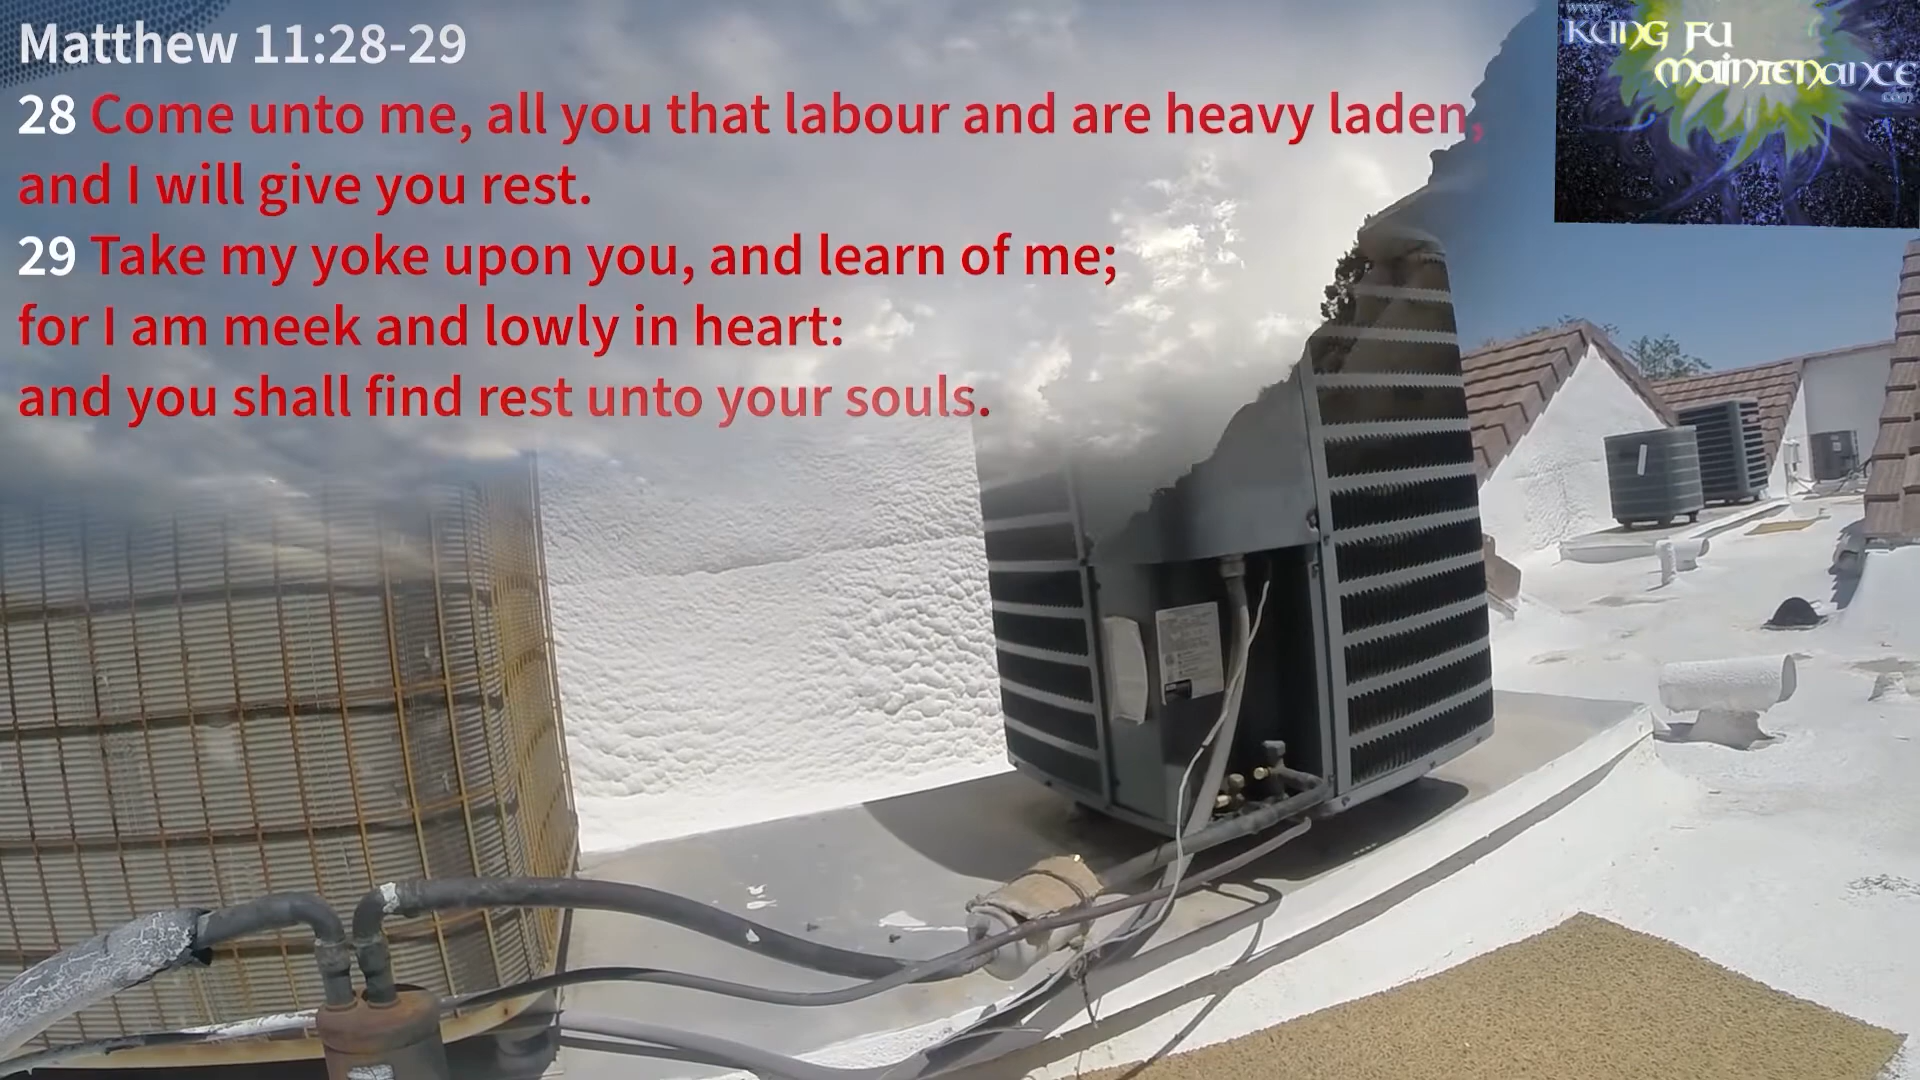 Matthew 11:28-29
28 Come unto me, all you that labour and are heavy laden,
and I will give you rest.
29 Take my yoke upon you, and learn of me;
for I am meek and lowly in heart:
and you shall find rest unto your souls.
www
KUNG FU
MAINTENANCE
.com